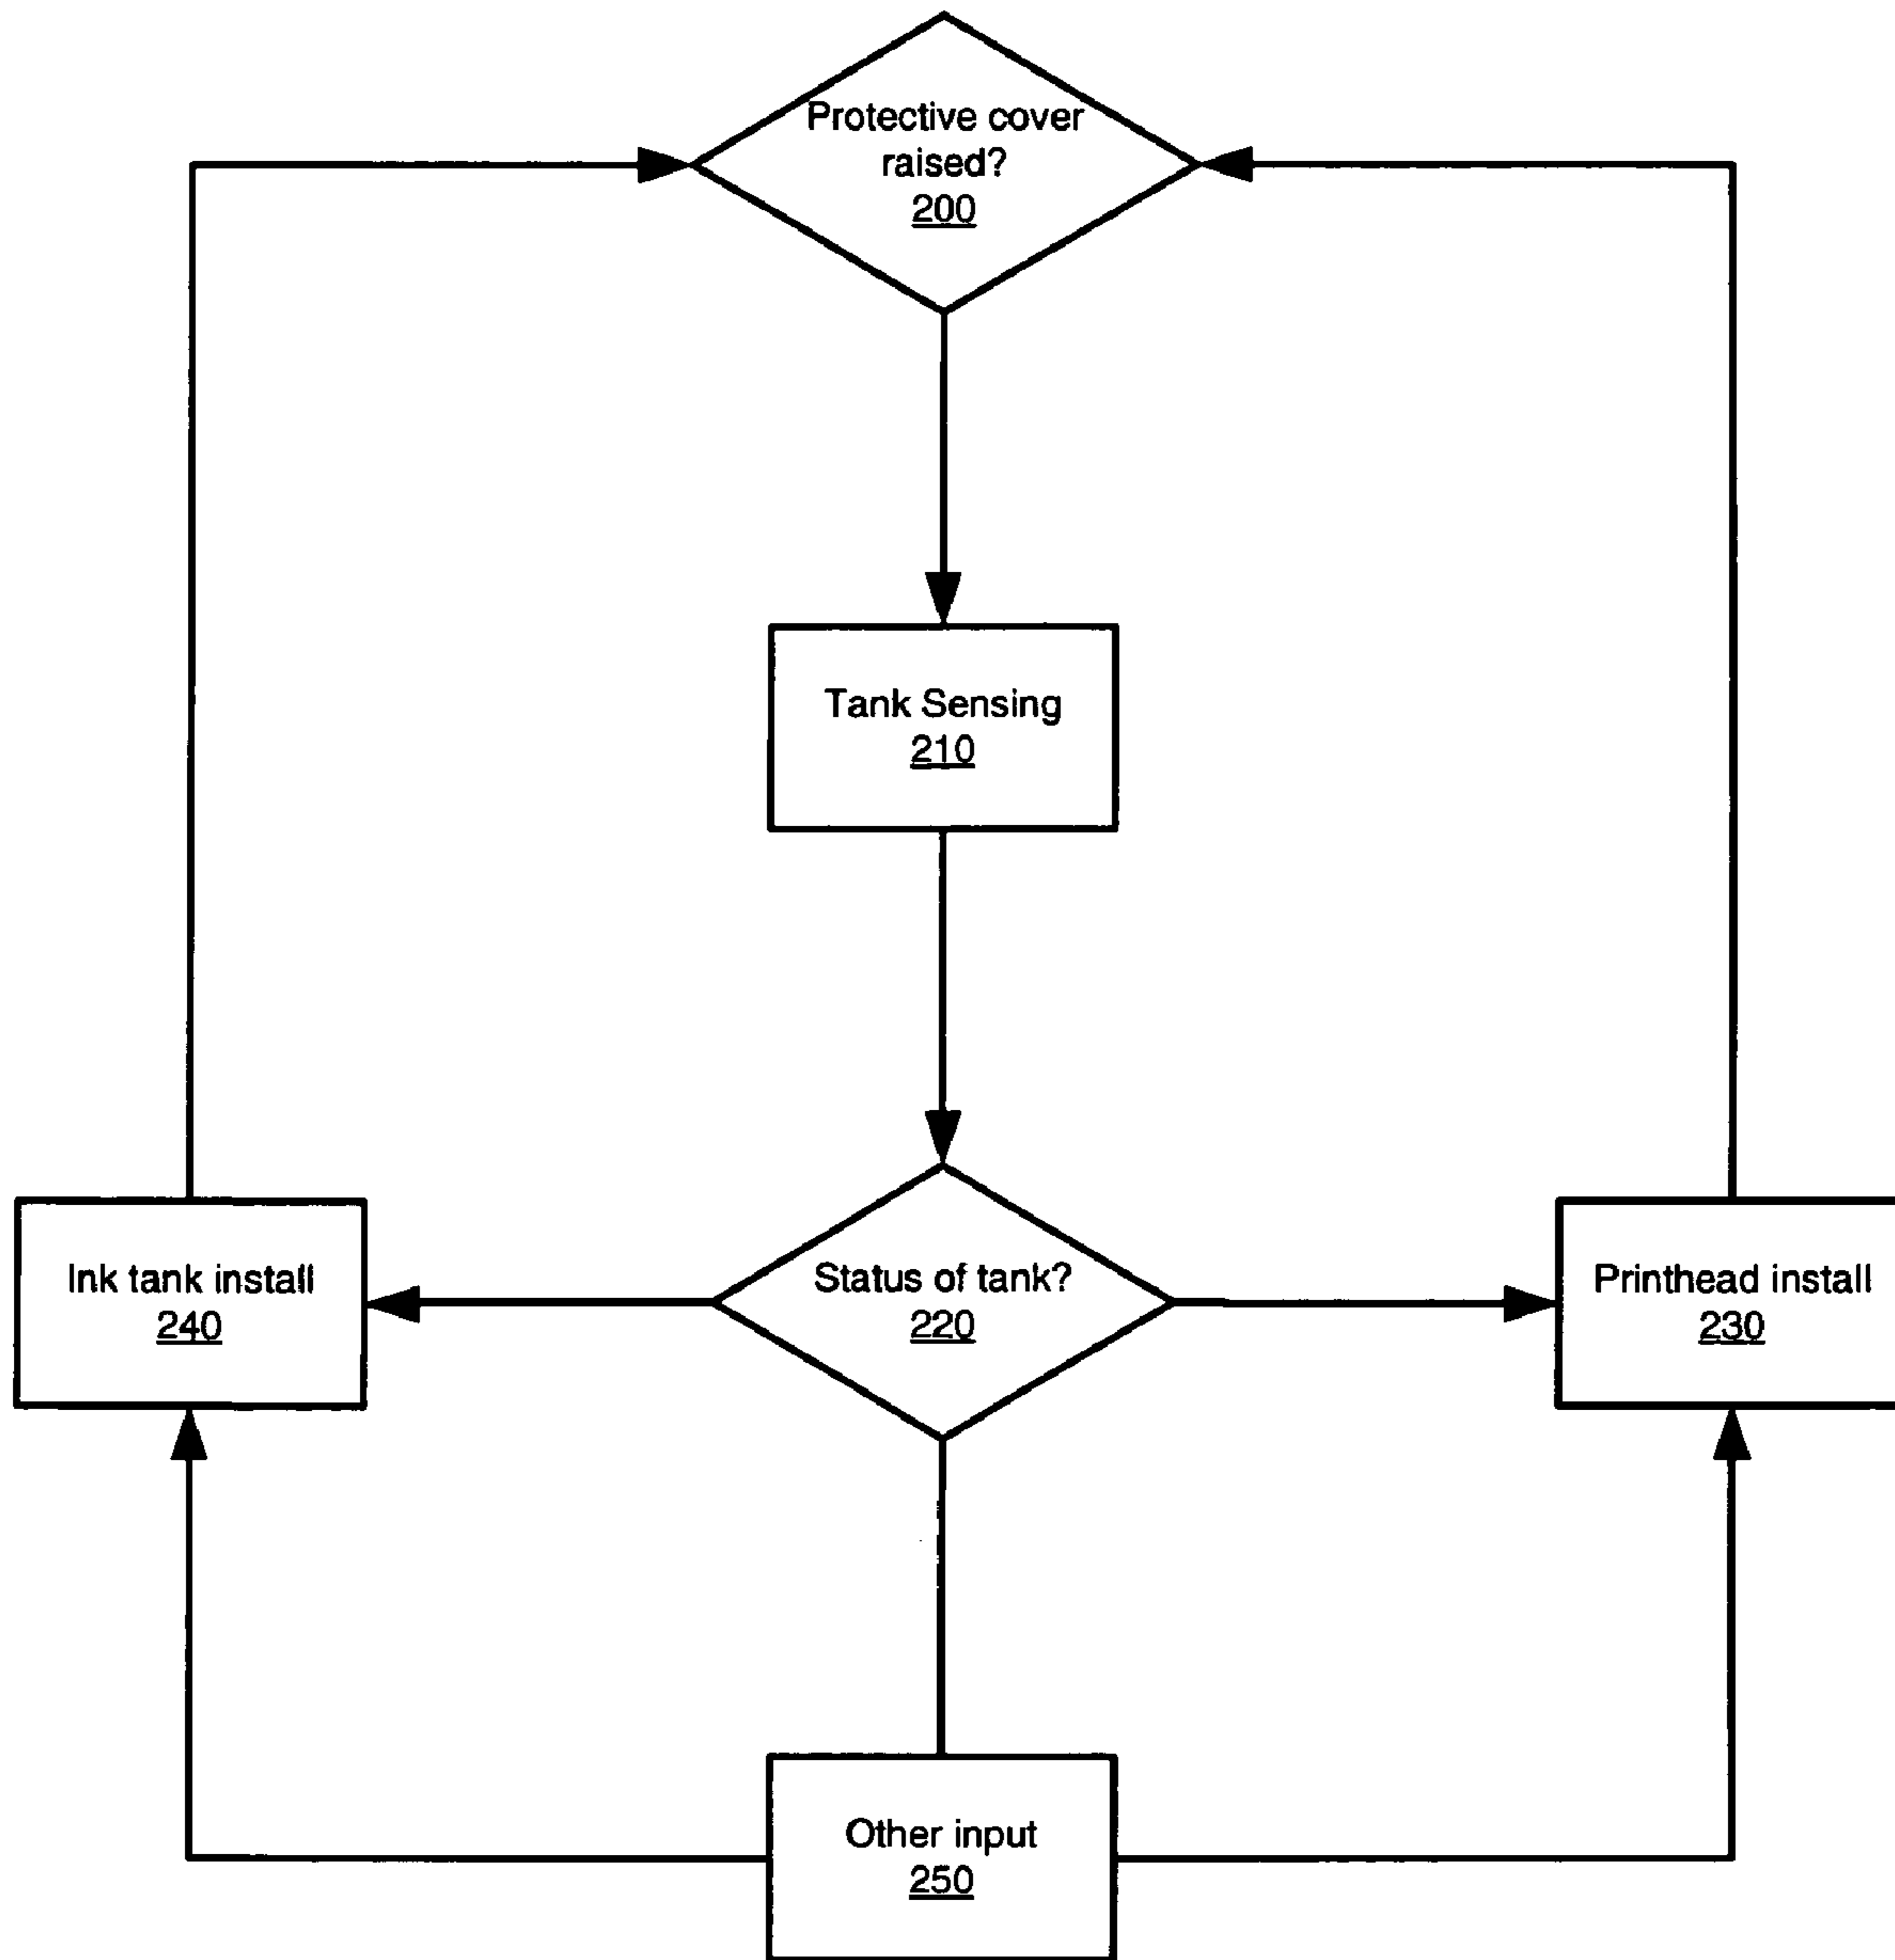 Protective cover
raised?
200
Tank Sensing
210
Ink tank install
240
Status of tank?
220
Printhead install
230
Other input
250